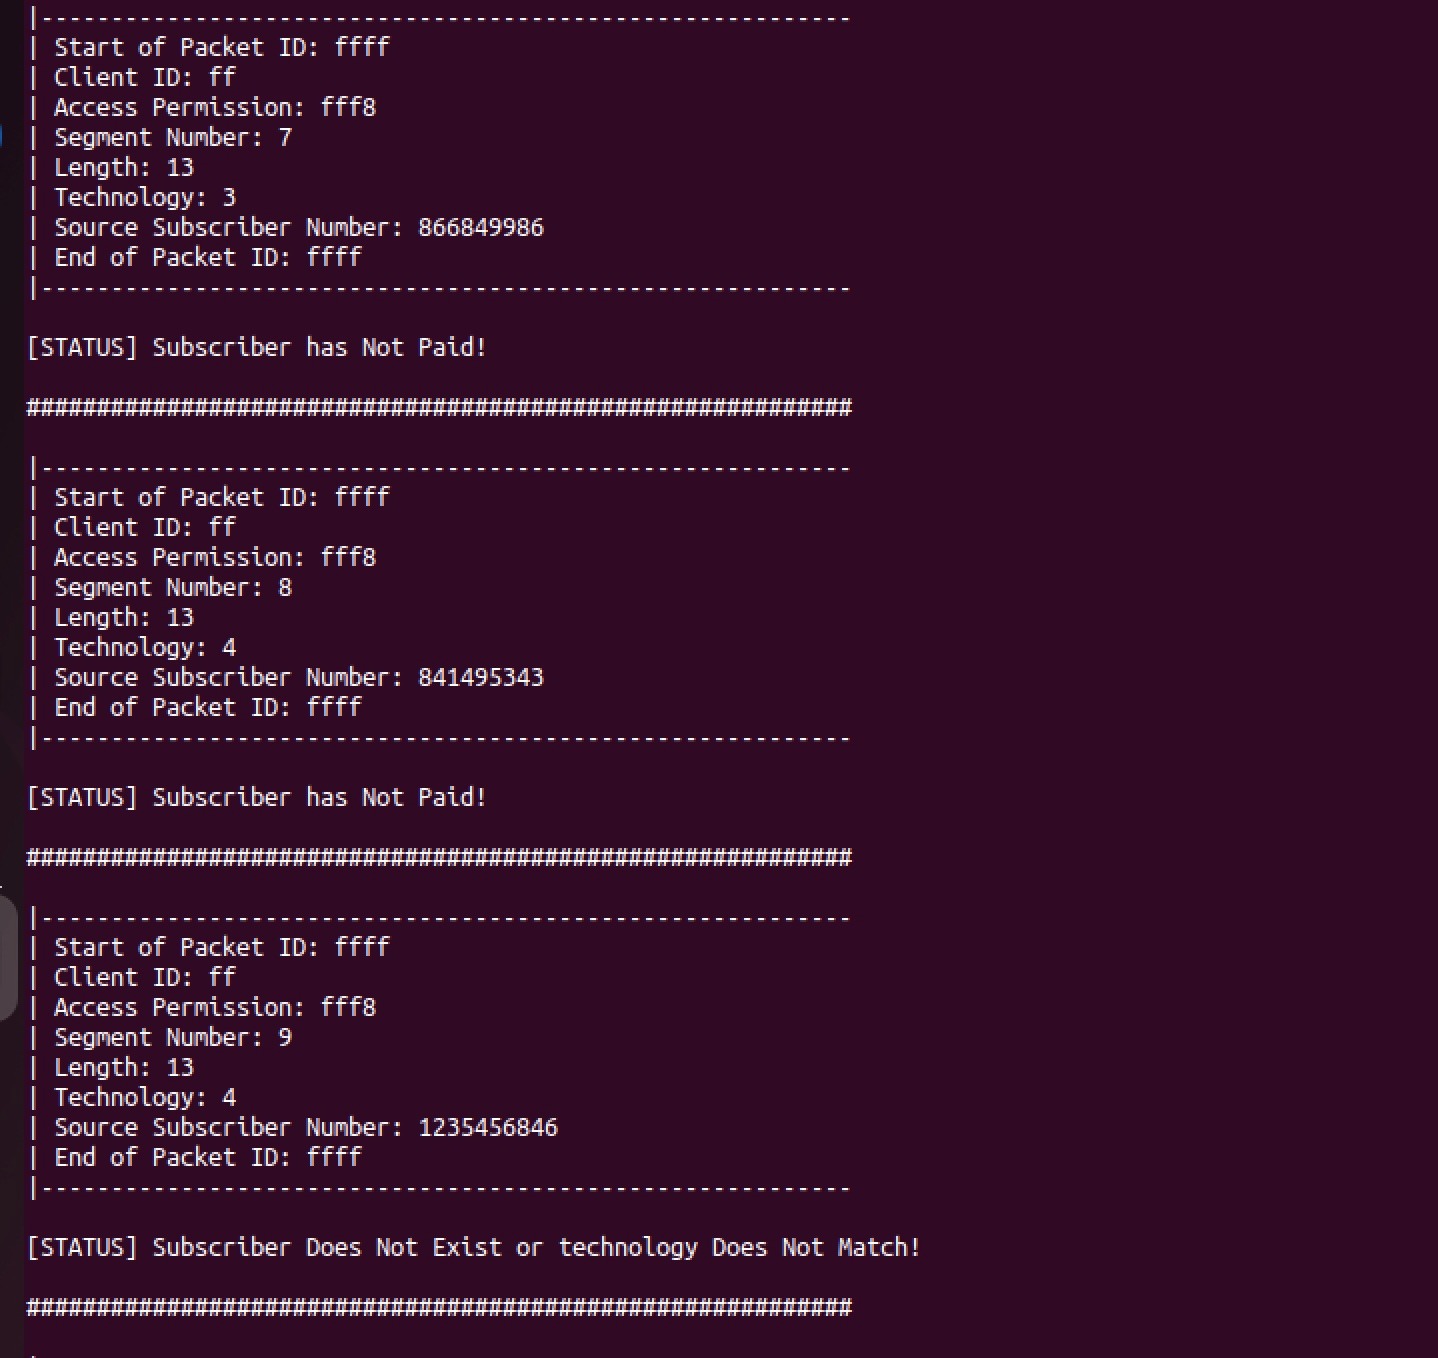 |----------------------------------------------------------
| Start of Packet ID: ffff
| Client ID: ff
| Access Permission: fff8
| Segment Number: 7
| Length: 13
| Technology: 3
| Source Subscriber Number: 866849986
| End of Packet ID: ffff
|----------------------------------------------------------
[STATUS] Subscriber has Not Paid!
###########################################################
|----------------------------------------------------------
| Start of Packet ID: ffff
| Client ID: ff
| Access Permission: fff8
| Segment Number: 8
| Length: 13
| Technology: 4
| Source Subscriber Number: 841495343
| End of Packet ID: ffff
|----------------------------------------------------------
[STATUS] Subscriber has Not Paid!
###########################################################
|----------------------------------------------------------
| Start of Packet ID: ffff
| Client ID: ff
| Access Permission: fff8
| Segment Number: 9
| Length: 13
| Technology: 4
| Source Subscriber Number: 1235456846
| End of Packet ID: ffff
|----------------------------------------------------------
[STATUS] Subscriber Does Not Exist or technology Does Not Match!
###########################################################